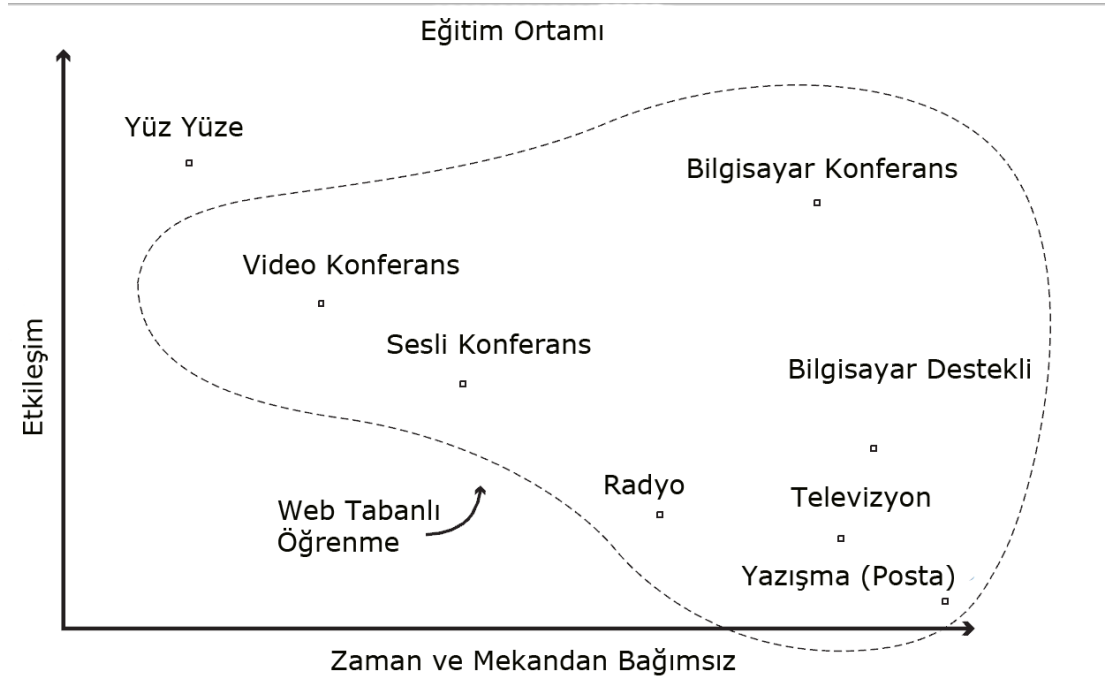 Eğitim Ortamı
Yüz Yüze
Bilgisayar Konferans
Video Konferans
Sesli Konferans
Bilgisayar Destekli
Etkileşim
Radyo
Televizyon
Web Tabanlı
Öğrenme
Yazışma (Posta)
Zaman ve Mekandan Bağımsız